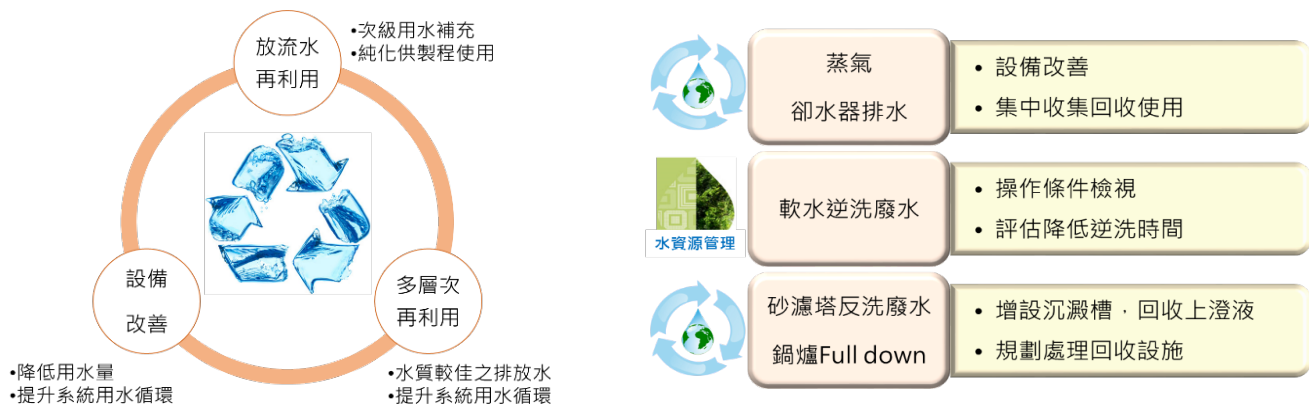 放流水
再利用
•次級用水補充
•純化供製程使用
設備
改善
•降低用水量
•提升系統用水循環
多層次
再利用
•水質較佳之排放水
•提升系統用水循環
蒸氣
卻水器排水
• 設備改善
• 集中收集回收使用
水資源管理
軟水逆洗廢水
• 操作條件檢視
• 評估降低逆洗時間
砂濾塔反洗廢水
鍋爐Full down
• 增設沉澱槽，回收上澄液
• 規劃處理回收設施